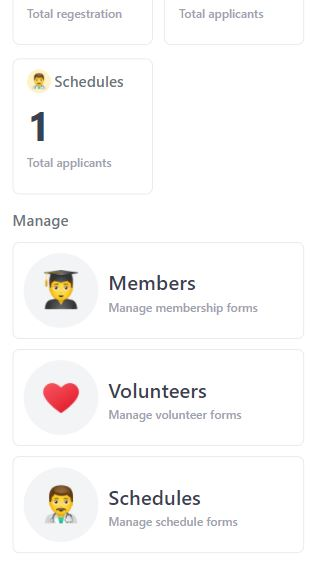 Total regestration
Total applicants
Schedules
1
Total applicants
Manage
Members
Manage membership forms
Volunteers
Manage volunteer forms
Schedules
Manage schedule forms